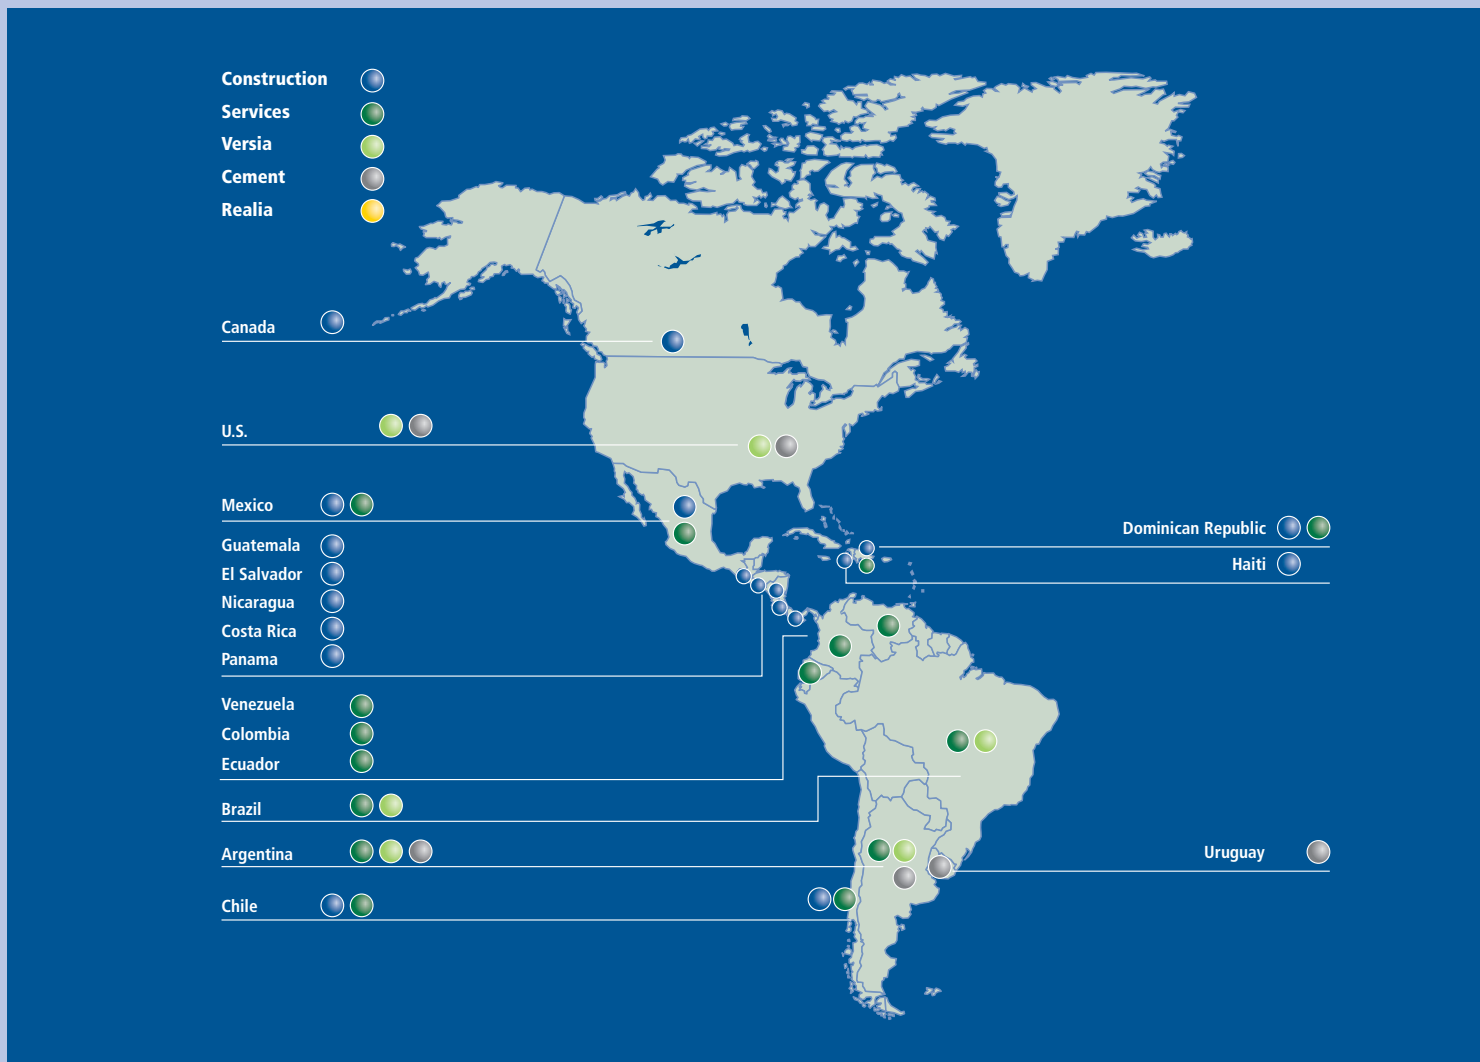 Construction
Services
Versia
Cement
Realia
Canada
U.S.
Mexico
Guatemala
El Salvador
Nicaragua
Costa Rica
Panama
Venezuela
Colombia
Ecuador
Brazil
Argentina
Chile
Dominican Republic
Haiti
Uruguay